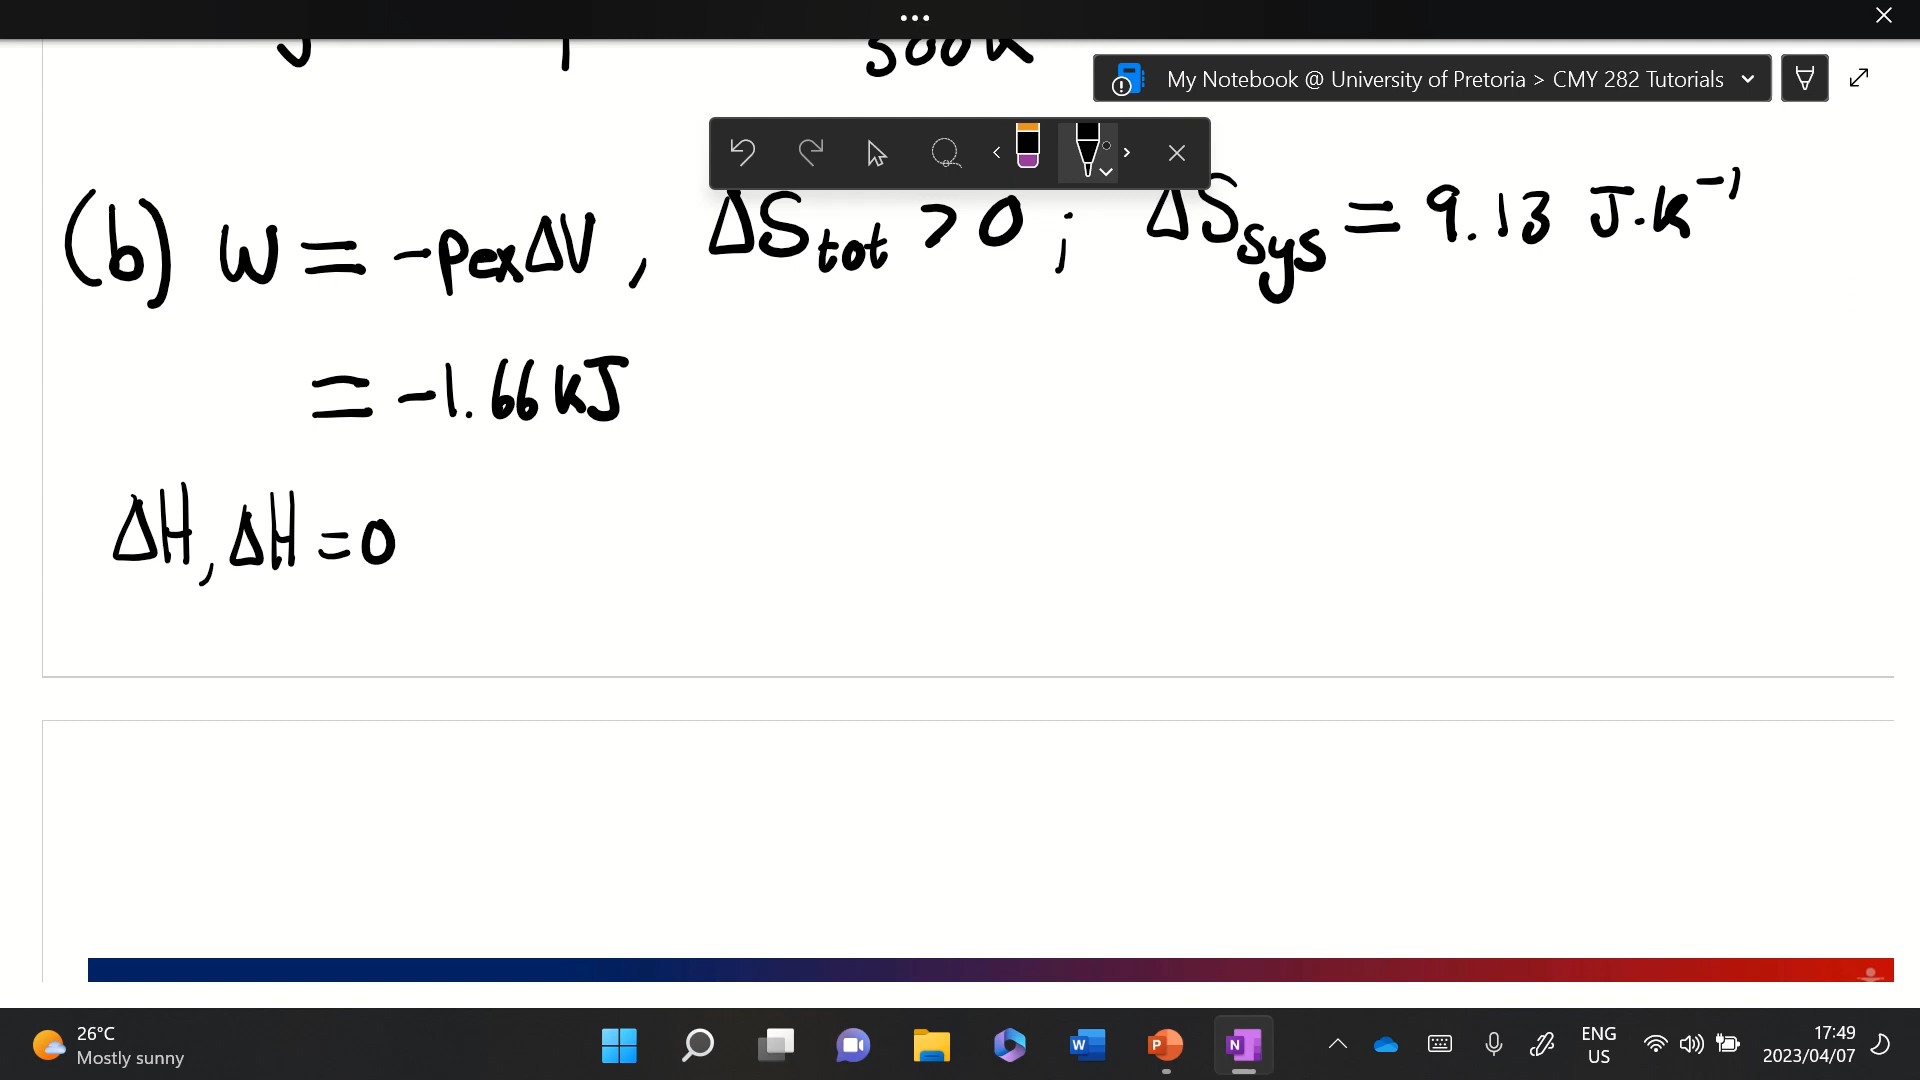 500K
My Notebook @ University of Pretoria > CMY 282 Tutorials
(b) w = -pexΔV, ΔStot > 0 ; ΔSsys = 9.13 J·K⁻¹
= -1.66 kJ
ΔH, ΔH = 0
26°C
Mostly sunny
W
P
N
ENG
US
17:49
2023/04/07